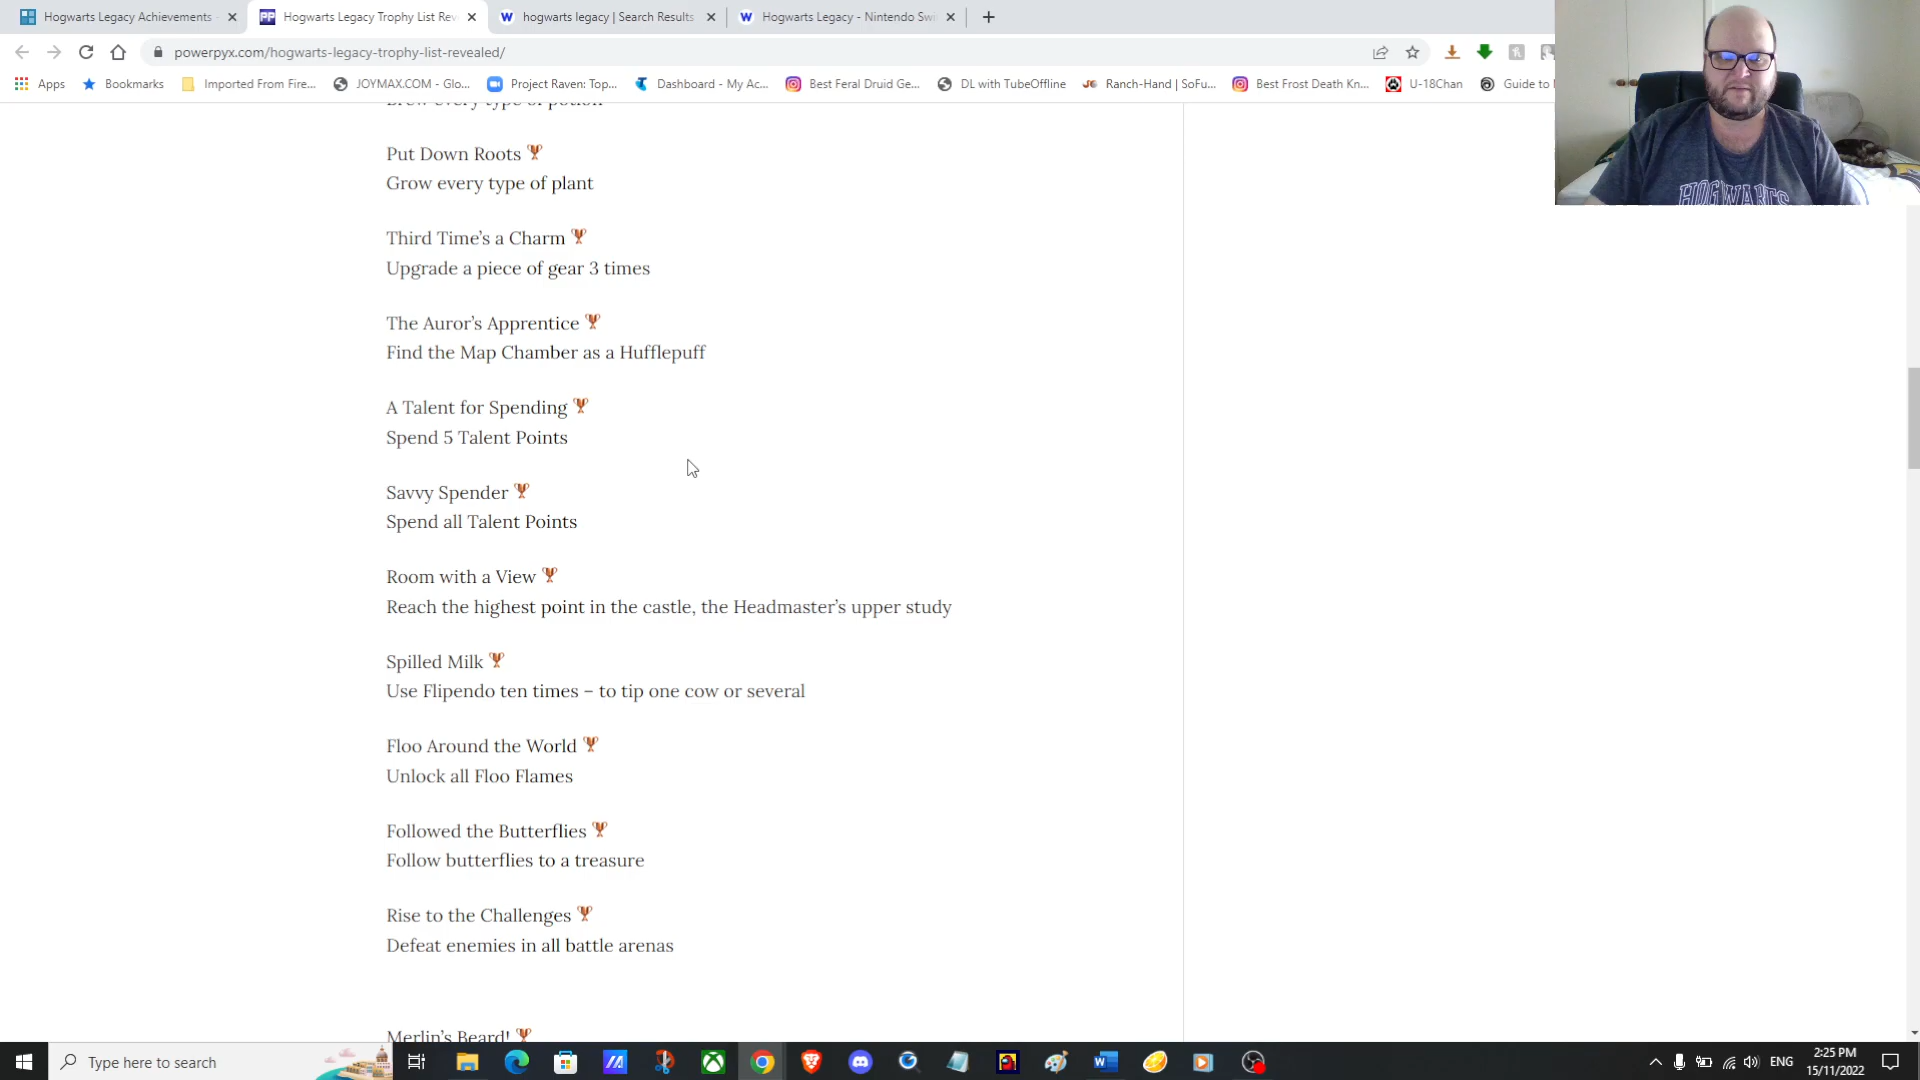 Hogwarts Legacy Achievements
Hogwarts Legacy Trophy List Rev
hogwarts legacy | Search Results
Hogwarts Legacy - Nintendo Swi
powerpyx.com/hogwarts-legacy-trophy-list-revealed/
Apps
Bookmarks
Imported From Fire...
JOYMAX.COM - Glo...
Project Raven: Top...
Dashboard - My Ac...
Best Feral Druid Ge...
DL with TubeOffline
Ranch-Hand | SoFu...
Best Frost Death Kn...
U-18Chan
Guide to
HOGWARTS
Brew every type of potion
Put Down Roots
Grow every type of plant
Third Time’s a Charm
Upgrade a piece of gear 3 times
The Auror’s Apprentice
Find the Map Chamber as a Hufflepuff
A Talent for Spending
Spend 5 Talent Points
Savvy Spender
Spend all Talent Points
Room with a View
Reach the highest point in the castle, the Headmaster’s upper study
Spilled Milk
Use Flipendo ten times – to tip one cow or several
Floo Around the World
Unlock all Floo Flames
Followed the Butterflies
Follow butterflies to a treasure
Rise to the Challenges
Defeat enemies in all battle arenas
Merlin’s Beard!
Type here to search
ENG
2:25 PM
15/11/2022